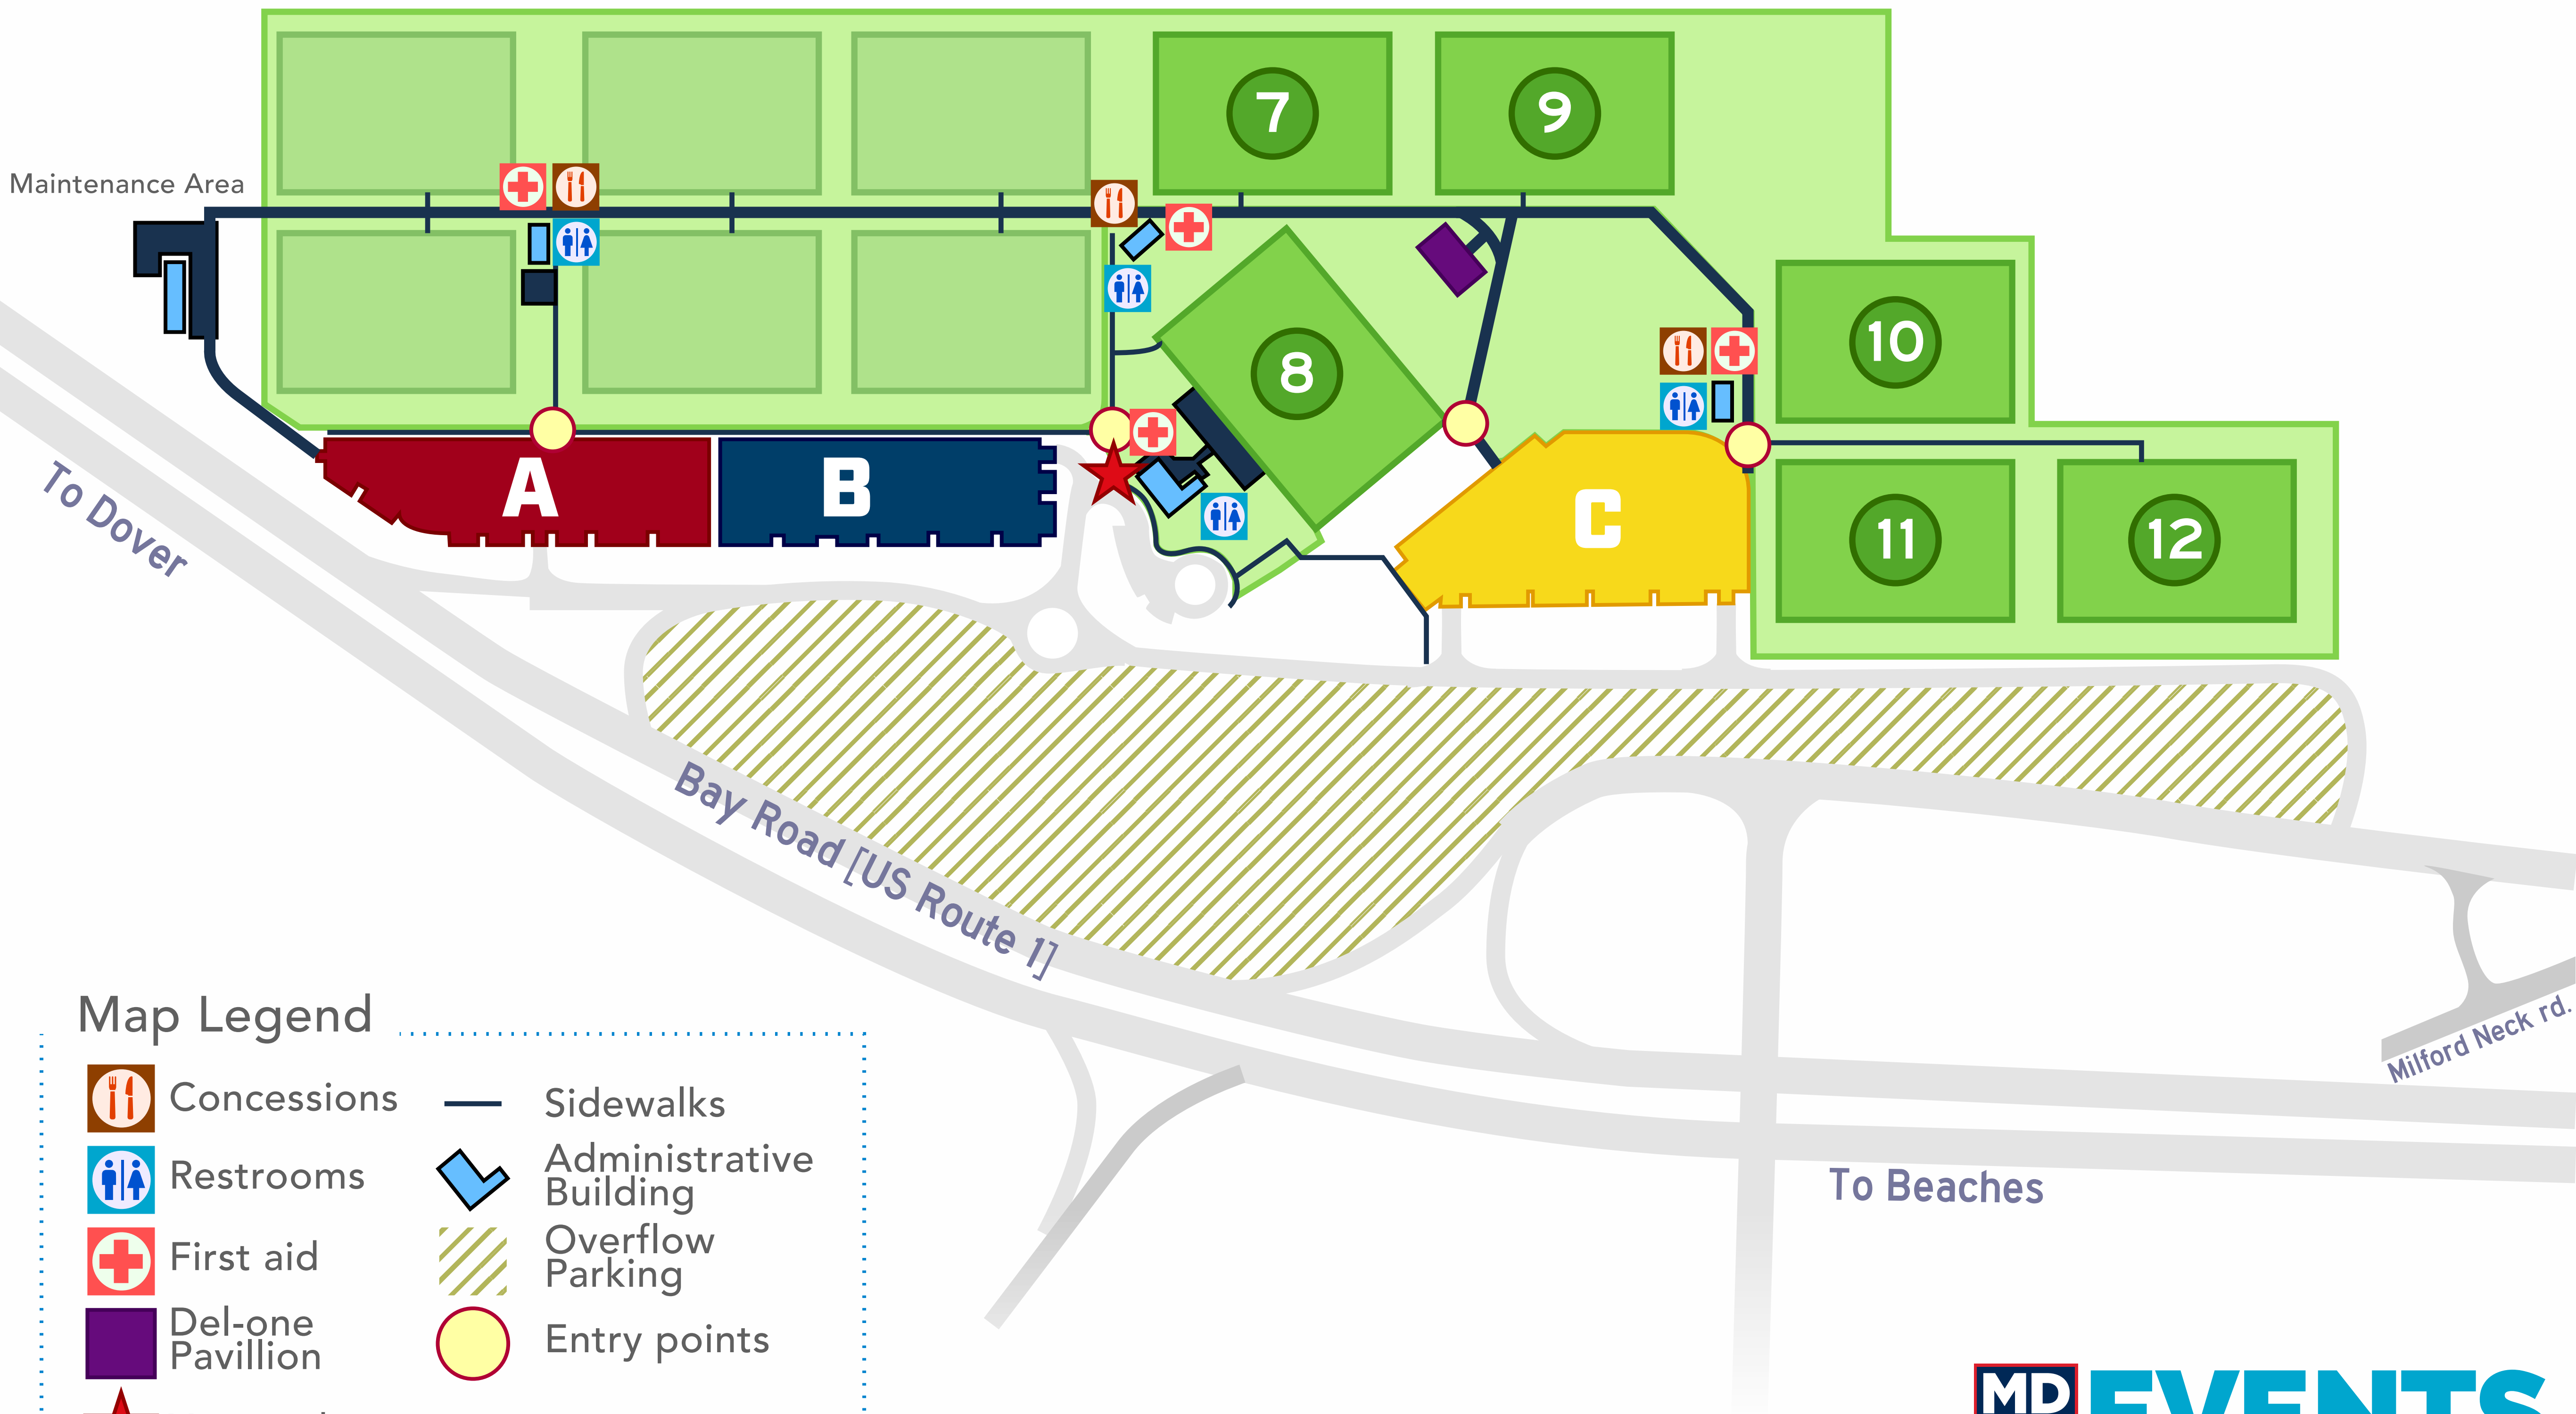 7
9
Maintenance Area
10
8
A
B
C
11
12
To Dover
Bay Road [US Route 1]
Milford Neck rd.
Map Legend
Concessions
Sidewalks
Restrooms
Administrative
Building
First aid
Overflow
Parking
Del-one
Pavillion
Entry points
To Beaches
MD EVENTS